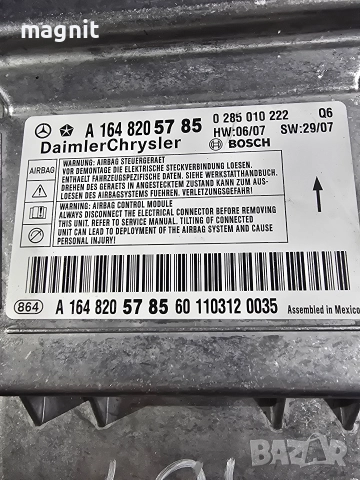 magnit
A 164 820 57 85
0 285 010 222 Q6
DaimlerChrysler
HW:06/07 SW:29/07
BOSCH
AIRBAG
WARNUNG: AIRBAG STEUERGERAET
VOR DEMONTAGE DIE ELEKTRISCHE STECKVERBINDUNG LOESEN.
ENTHAELT FAHRZEUGSPEZIFISCHE DATEN. SIEHE WERKSTATTHANDBUCH.
DREHEN DES GERAETS IN ANGESTECKTEM ZUSTAND KANN ZUM AUS-
LOESEN DES AIRBAGS FUEHREN. VERLETZUNGSGEFAHR!
WARNING: AIRBAG CONTROL MODULE
ALWAYS DISCONNECT THE ELECTRICAL CONNECTOR BEFORE REMOVING
THIS UNIT. REFER TO SERVICE MANUAL. TURNING OF CONNECTED
UNIT CAN LEAD TO DEPLOYMENT OF THE AIRBAG SYSTEM AND CAUSE
INJURY.
864
A 164 820 57 85 60 110312 0035
Assembled in Mexico
BAZAR